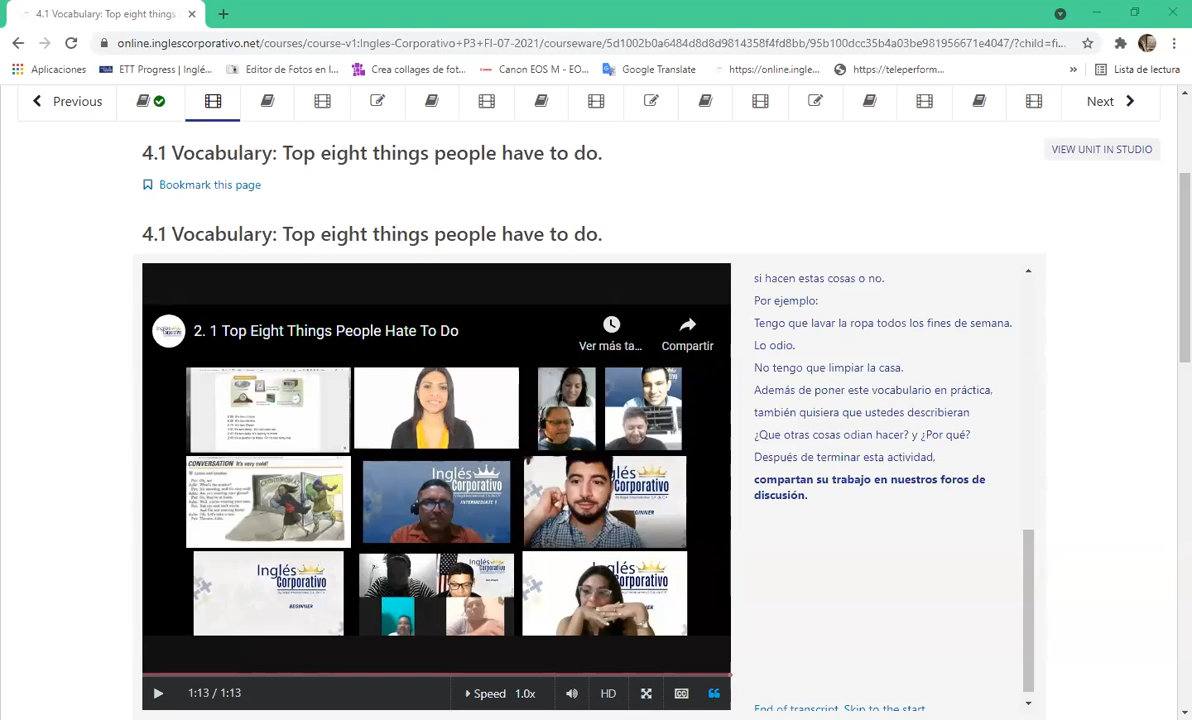 4.1 Vocabulary: Top eight things
online.inglescorporativo.net/courses/course-v1:Ingles-Corporativo+P3+FI-07-2021/courseware/5d1002b0a6484d8d8d9814358f4fd8bb/95b100dcc35b4a03be981956671e4047/?child=fi...
Aplicaciones
ETT Progress | Inglé...
Editor de Fotos en l...
Crea collages de fot...
Canon EOS M - EO...
Google Translate
https://online.ingle...
https://teleperform...
»
Lista de lectura
Previous
Next
4.1 Vocabulary: Top eight things people have to do.
VIEW UNIT IN STUDIO
Bookmark this page
4.1 Vocabulary: Top eight things people have to do.
2. 1 Top Eight Things People Hate To Do
Ver más ta...
Compartir
CONVERSATION It's very cold!
Inglés Corporativo
INTERMEDIATE 1
Inglés Corporativo
BEGINNER
si hacen estas cosas o no.
Por ejemplo:
Tengo que lavar la ropa todos los fines de semana.
Lo odio.
No tengo que limpiar la casa.
Además de poner este vocabulario en práctica,
también quisiera que ustedes describieran
¿Que otras cosas odian hacer? y ¿Por qué?
Después de terminar esta actividad,
compartan su trabajo en nuestros foros de
discusión.
End of transcript. Skip to the start.
1:13 / 1:13
Speed 1.0x
HD